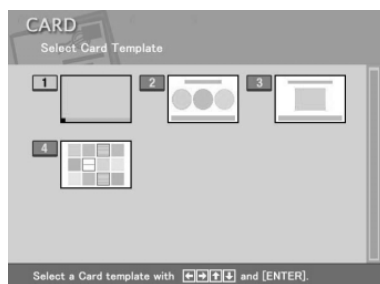 CARD
Select Card Template
1 2 3
4
Select a Card template with ←→↑↓ and [ENTER].